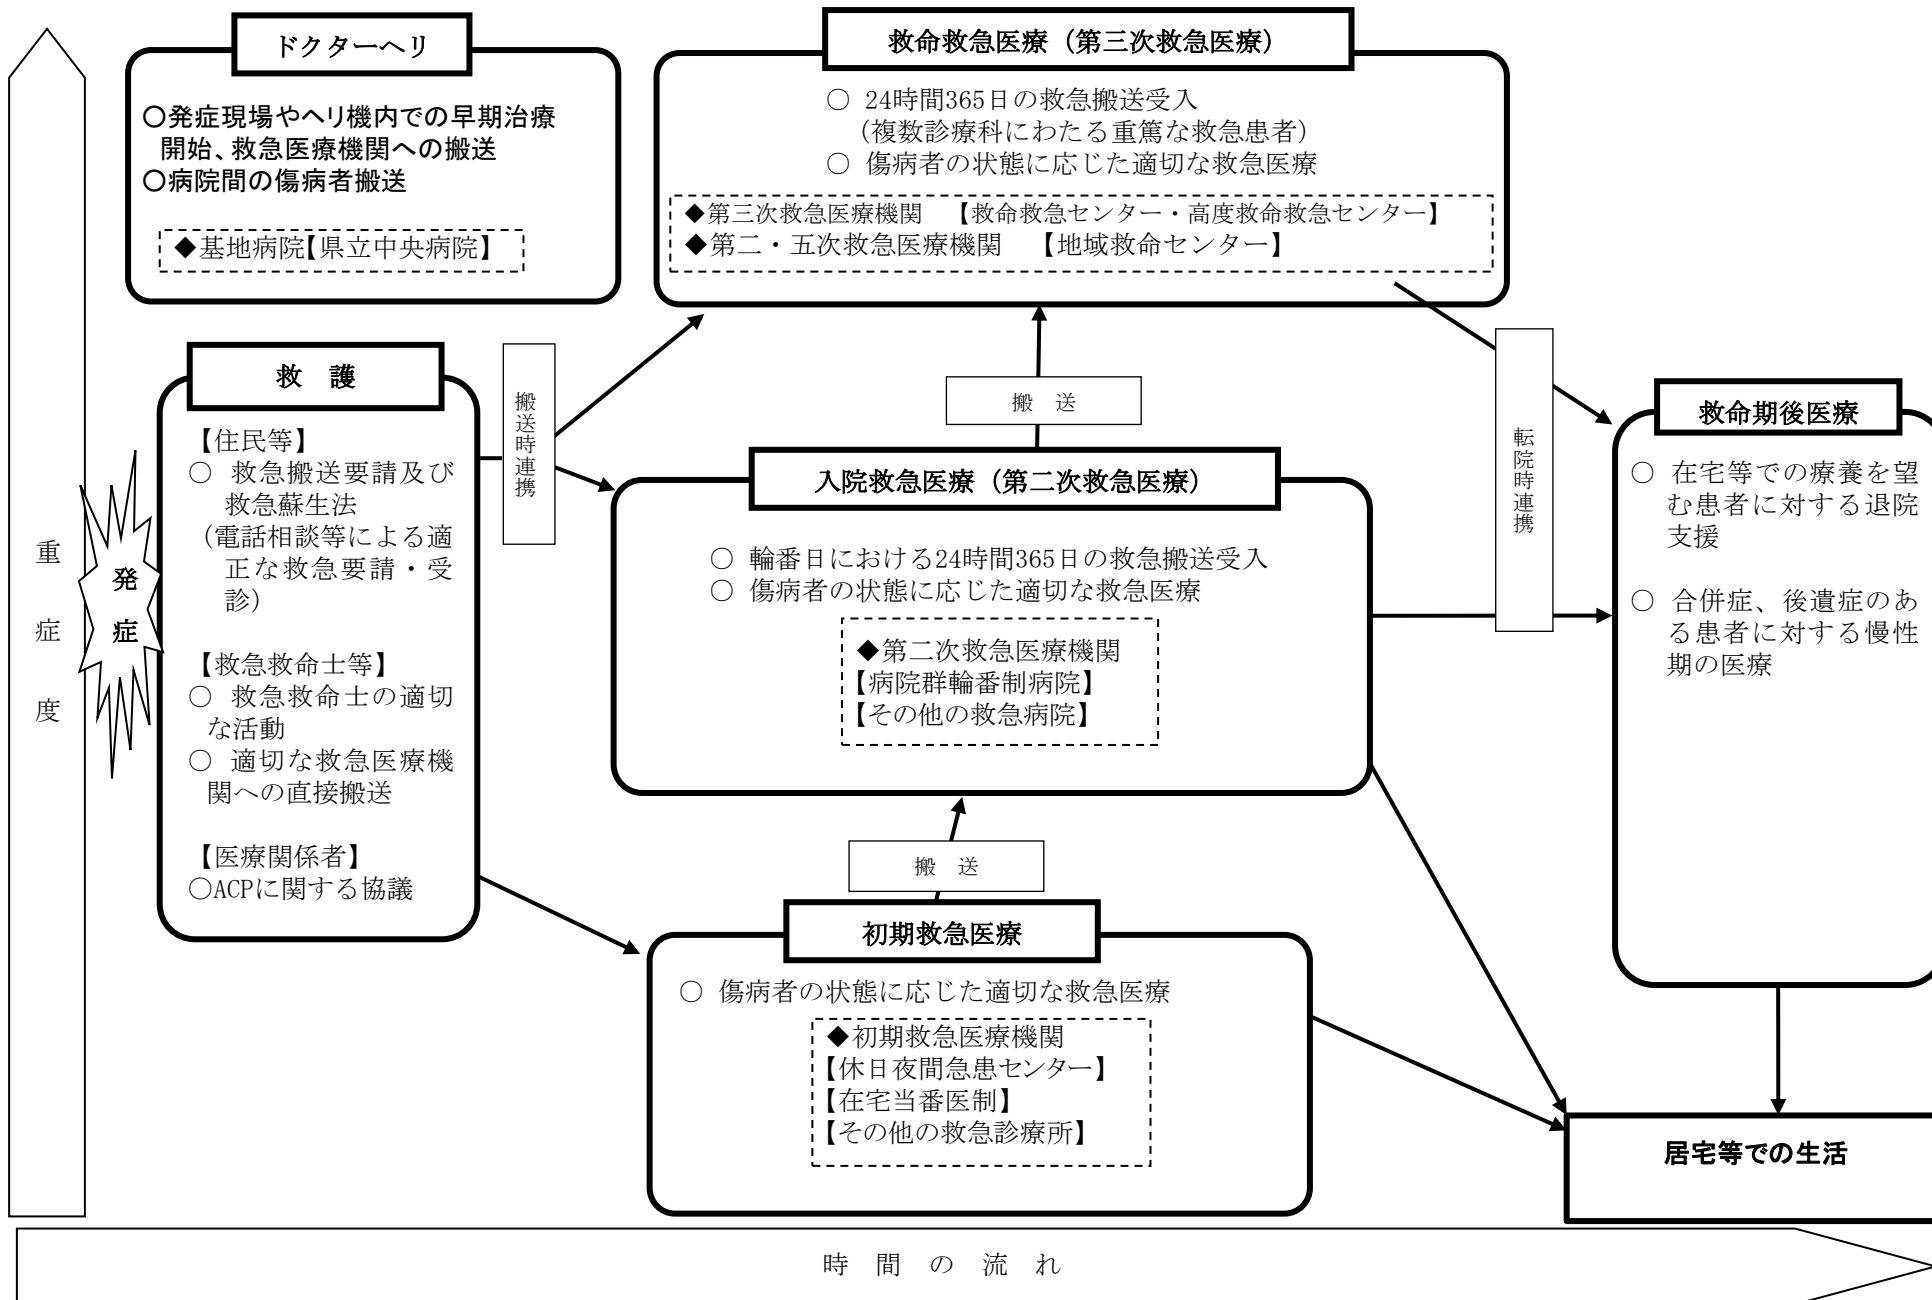 ドクターヘリ
○発症現場やヘリ機内での早期治療
開始、救急医療機関への搬送
○病院間の傷病者搬送
◆基地病院【県立中央病院】
救命救急医療（第三次救急医療）
○ 24時間365日の救急搬送受入
（複数診療科にわたる重篤な救急患者）
○ 傷病者の状態に応じた適切な救急医療
◆第三次救急医療機関 【救命救急センター・高度救命救急センター】
◆第二・五次救急医療機関 【地域救命センター】
重症度
発症
救 護
【住民等】
○ 救急搬送要請及び
救急蘇生法
（電話相談等による適
正な救急要請・受
診）
【救急救命士等】
○ 救急救命士の適切
な活動
○ 適切な救急医療機
関への直接搬送
【医療関係者】
○ACPに関する協議
搬送時連携
搬 送
入院救急医療（第二次救急医療）
○ 輪番日における24時間365日の救急搬送受入
○ 傷病者の状態に応じた適切な救急医療
◆第二次救急医療機関
【病院群輪番制病院】
【その他の救急病院】
搬 送
初期救急医療
○ 傷病者の状態に応じた適切な救急医療
◆初期救急医療機関
【休日夜間急患センター】
【在宅当番医制】
【その他の救急診療所】
転院時連携
救命期後医療
○ 在宅等での療養を望
む患者に対する退院
支援
○ 合併症、後遺症のあ
る患者に対する慢性
期の医療
居宅等での生活
時 間 の 流 れ